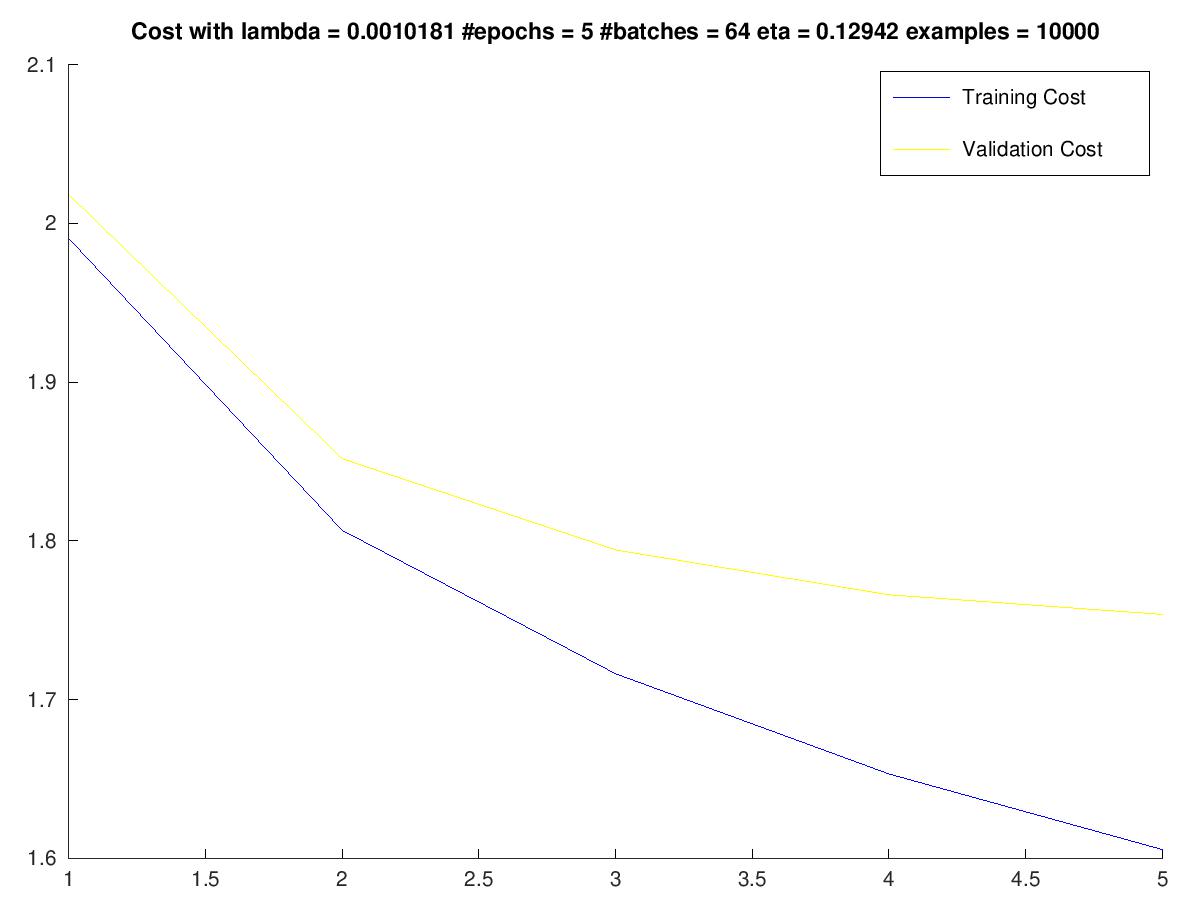 Cost with lambda = 0.0010181 #epochs = 5 #batches = 64 eta = 0.12942 examples = 10000
2.1
Training Cost
Validation Cost
2
1.9
1.8
1.7
1.6
1 1.5 2 2.5 3 3.5 4 4.5 5